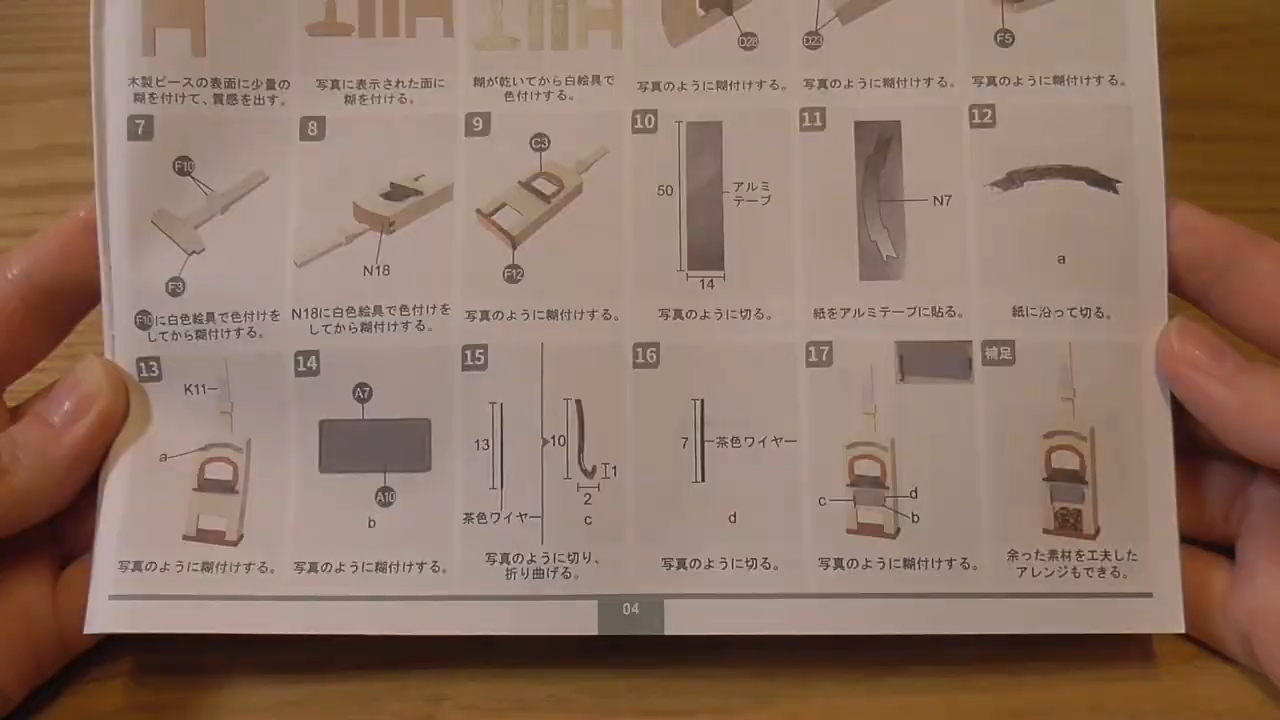 D28
D23
F5
木製ピースの表面に少量の
糊を付けて、質感を出す。
写真に表示された面に
糊を付ける。
糊が乾いてから白絵具で
色付けする。
写真のように糊付けする。
写真のように糊付けする。
写真のように糊付けする。
7
F10
F3
F10に白色絵具で色付けを
してから糊付けする。
8
N18
N18に白色絵具で色付けを
してから糊付けする。
9
C3
F12
写真のように糊付けする。
10
50
アルミ
テープ
14
写真のように切る。
11
N7
紙をアルミテープに貼る。
12
a
紙に沿って切る。
13
K11
a
写真のように糊付けする。
14
A7
A10
b
写真のように糊付けする。
15
13
10
1
2
茶色ワイヤー
c
写真のように切り、
折り曲げる。
16
7
茶色ワイヤー
d
写真のように切る。
17
c
d
b
写真のように糊付けする。
補足
余った素材を工夫した
アレンジもできる。
04